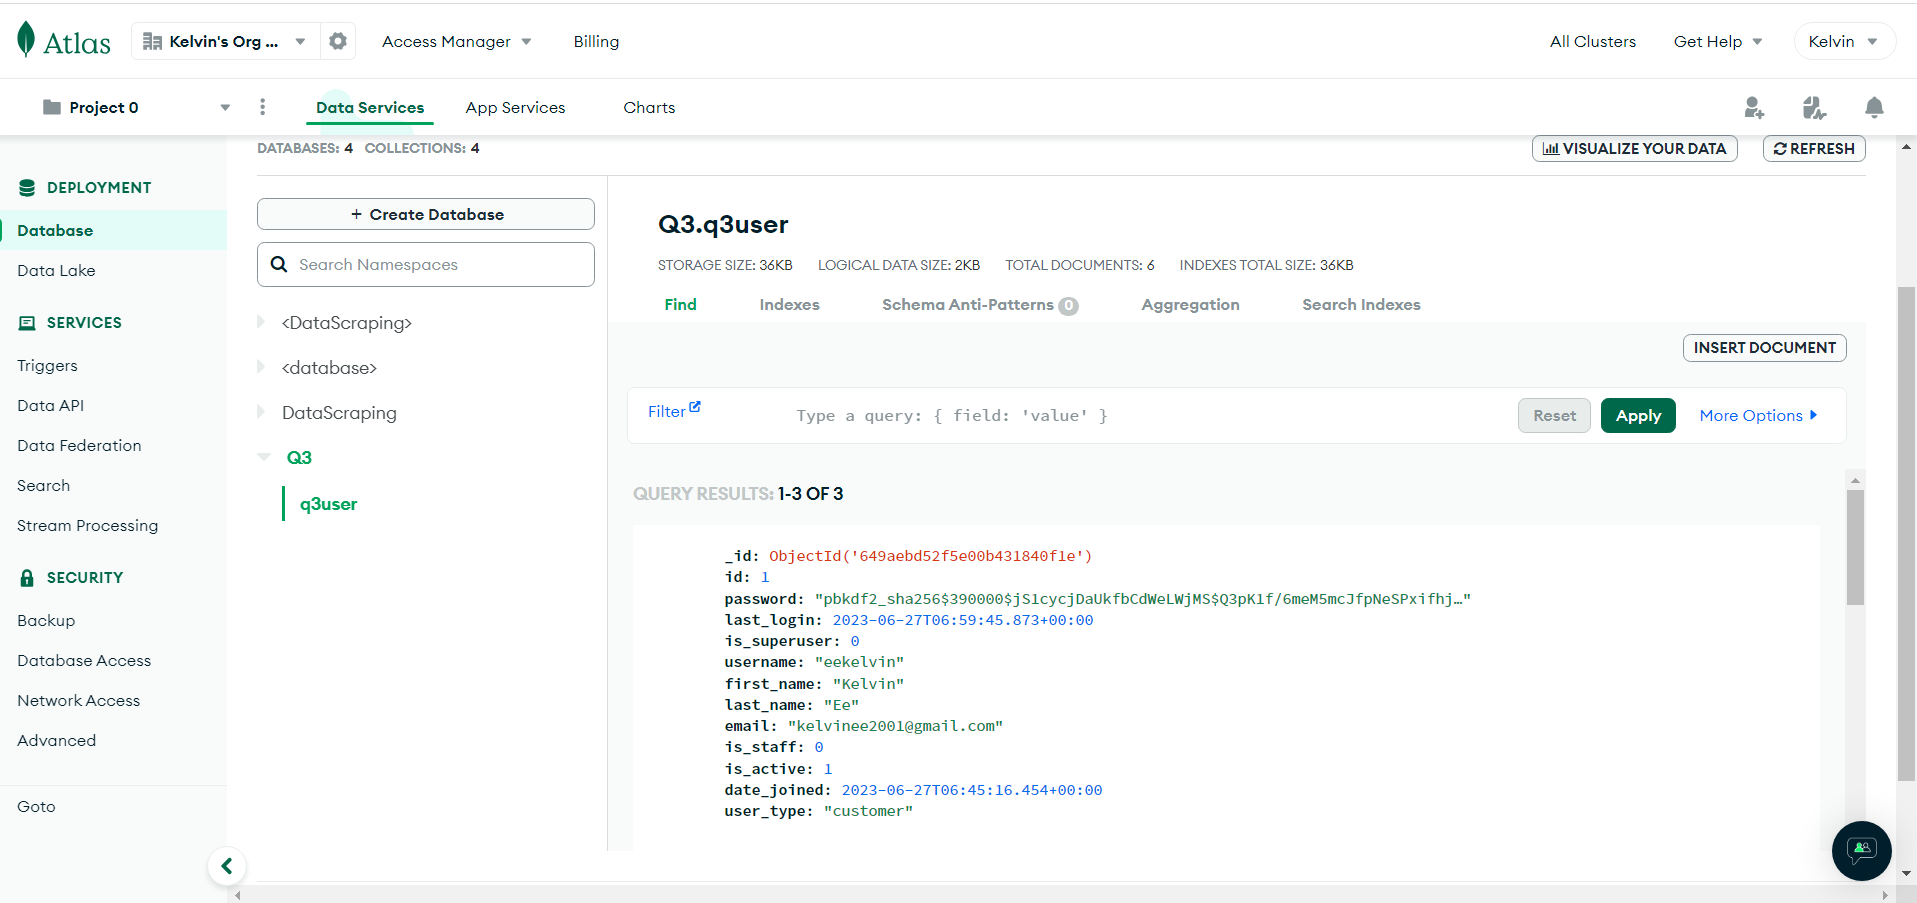 Atlas
Kelvin's Org ...
Access Manager
Billing
All Clusters
Get Help
Kelvin
Project 0
Data Services
App Services
Charts
DATABASES: 4 COLLECTIONS: 4
VISUALIZE YOUR DATA
REFRESH
DEPLOYMENT
Database
Data Lake
SERVICES
Triggers
Data API
Data Federation
Search
Stream Processing
SECURITY
Backup
Database Access
Network Access
Advanced
Goto
+ Create Database
Search Namespaces
<DataScraping>
<database>
DataScraping
Q3
q3user
Q3.q3user
STORAGE SIZE: 36KB LOGICAL DATA SIZE: 2KB TOTAL DOCUMENTS: 6 INDEXES TOTAL SIZE: 36KB
Find
Indexes
Schema Anti-Patterns 0
Aggregation
Search Indexes
INSERT DOCUMENT
Filter
Type a query: { field: 'value' }
Reset
Apply
More Options
QUERY RESULTS: 1-3 OF 3
_id: ObjectId('649aebd52f5e00b431840f1e')
id: 1
password: "pbkdf2_sha256$390000$jS1cycjDaUkfbCdWeLWjMS$Q3pK1f/6meM5mcJfpNeSPxifhj…"
last_login: 2023-06-27T06:59:45.873+00:00
is_superuser: 0
username: "eekelvin"
first_name: "Kelvin"
last_name: "Ee"
email: "kelvinee2001@gmail.com"
is_staff: 0
is_active: 1
date_joined: 2023-06-27T06:45:16.454+00:00
user_type: "customer"